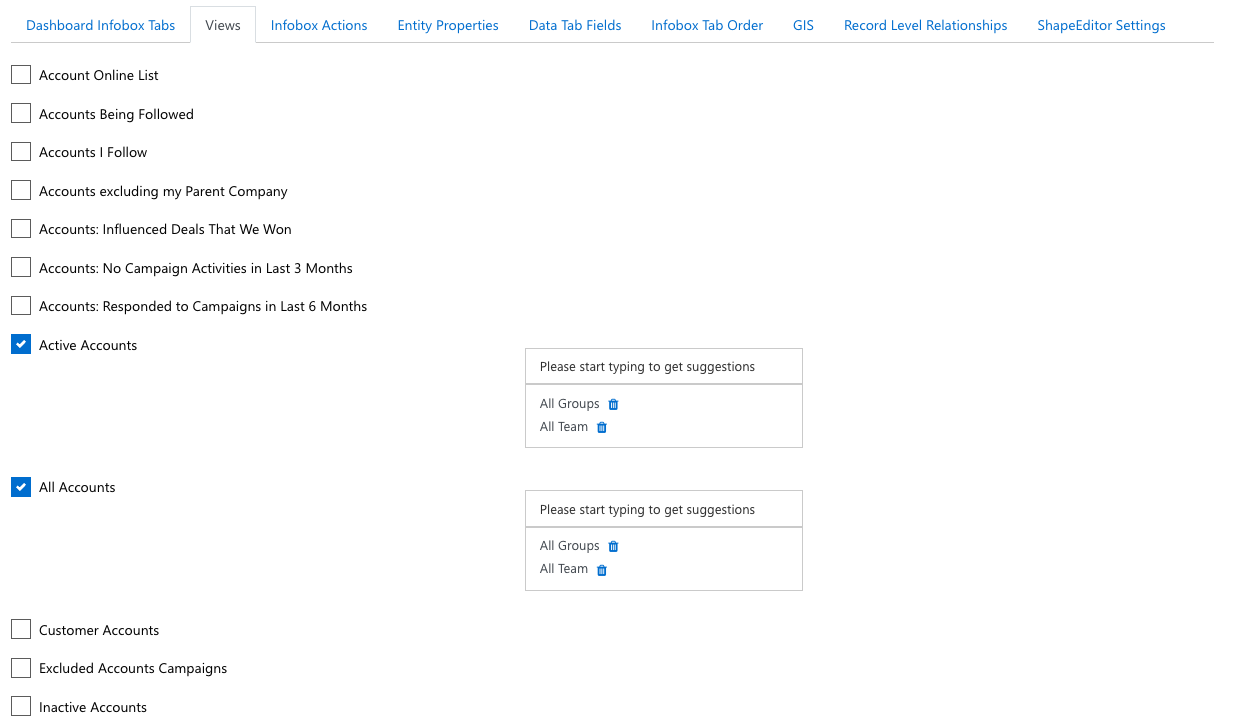 Dashboard Infobox Tabs Views Infobox Actions Entity Properties Data Tab Fields Infobox Tab Order GIS Record Level Relationships ShapeEditor Settings
Account Online List
Accounts Being Followed
Accounts I Follow
Accounts excluding my Parent Company
Accounts: Influenced Deals That We Won
Accounts: No Campaign Activities in Last 3 Months
Accounts: Responded to Campaigns in Last 6 Months
Active Accounts
Please start typing to get suggestions
All Groups
All Team
All Accounts
Please start typing to get suggestions
All Groups
All Team
Customer Accounts
Excluded Accounts Campaigns
Inactive Accounts